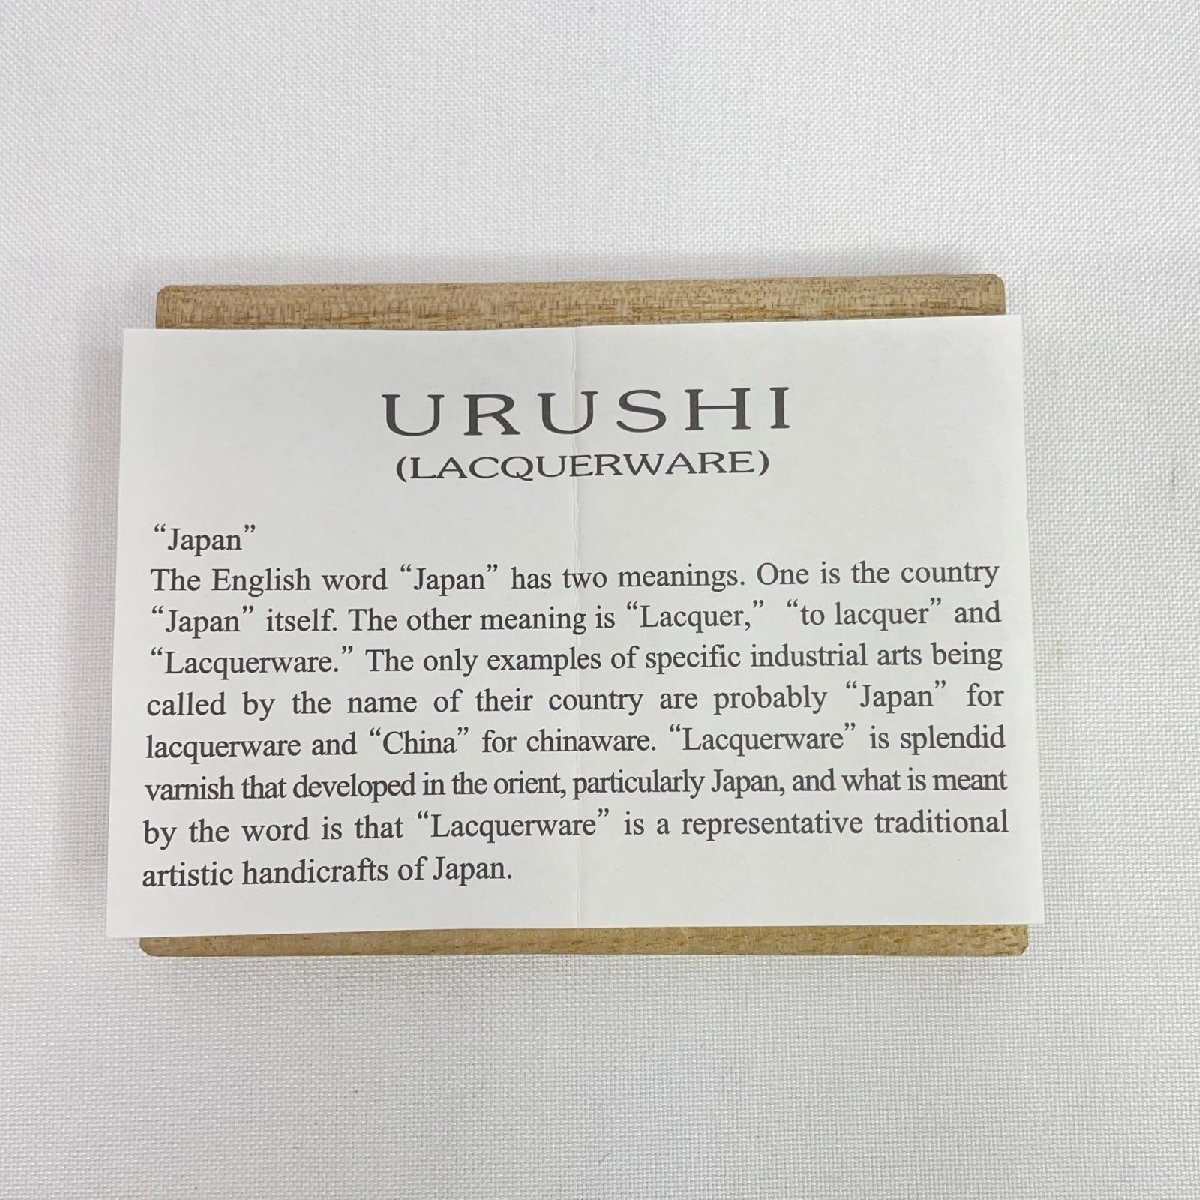 URUSHI
(LACQUERWARE)
“Japan”
The English word “Japan” has two meanings. One is the country
“Japan” itself. The other meaning is “Lacquer,” “to lacquer” and
“Lacquerware.” The only examples of specific industrial arts being
called by the name of their country are probably “Japan” for
lacquerware and “China” for chinaware. “Lacquerware” is splendid
varnish that developed in the orient, particularly Japan, and what is meant
by the word is that “Lacquerware” is a representative traditional
artistic handicrafts of Japan.